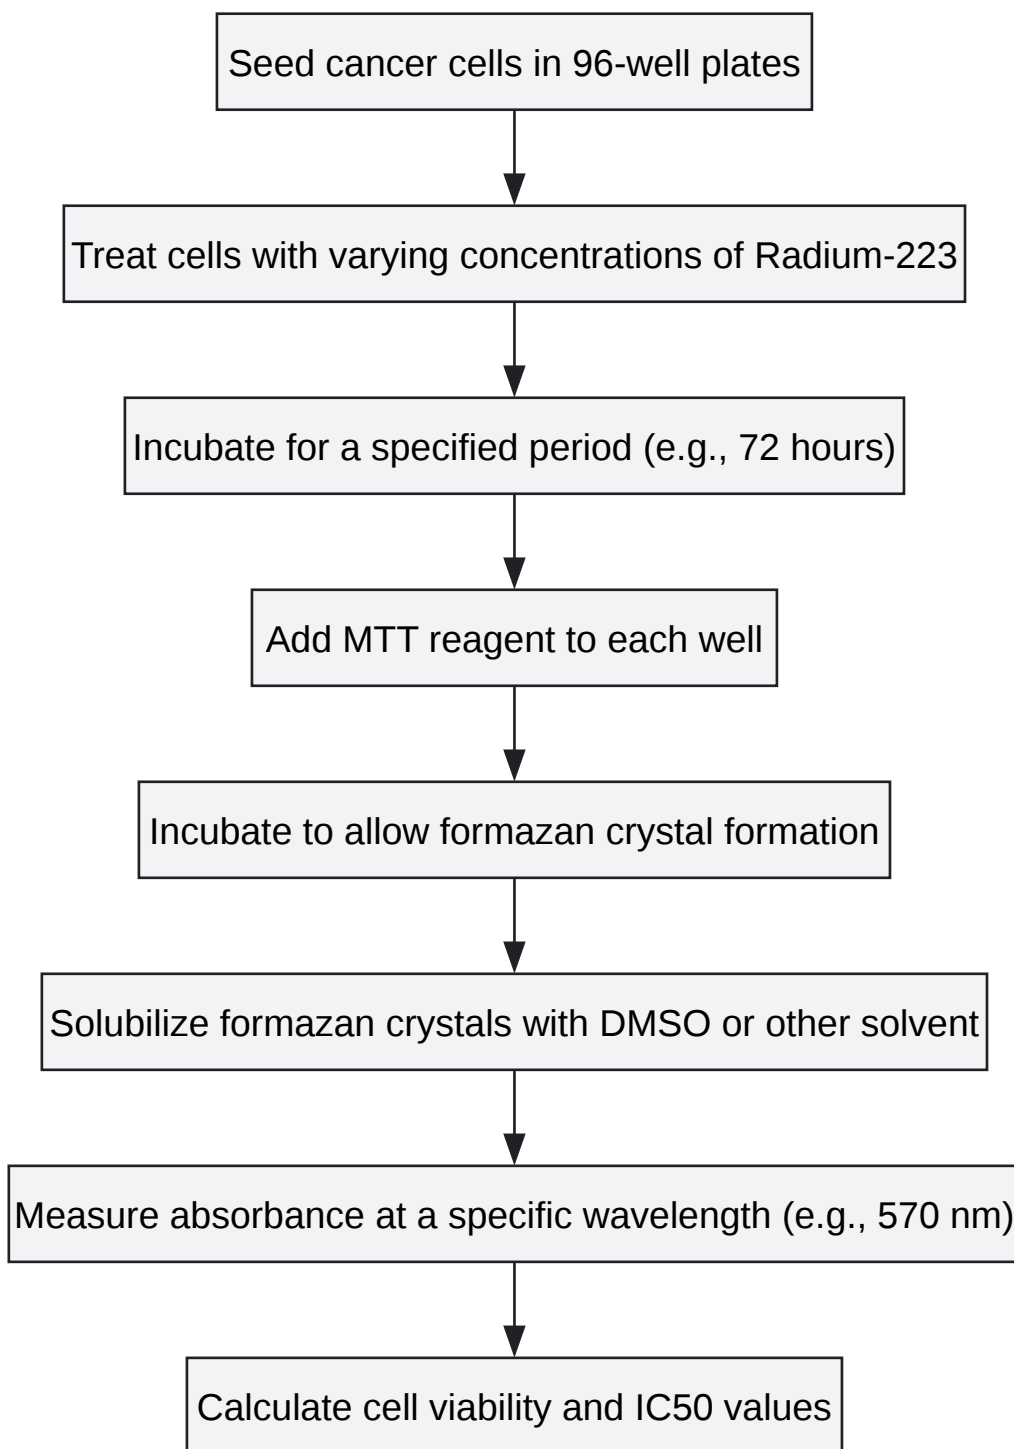 Seed cancer cells in 96-well plates
Treat cells with varying concentrations of Radium-223
Incubate for a specified period (e.g., 72 hours)
Add MTT reagent to each well
Incubate to allow formazan crystal formation
Solubilize formazan crystals with DMSO or other solvent
Measure absorbance at a specific wavelength (e.g., 570 nm)
Calculate cell viability and IC50 values